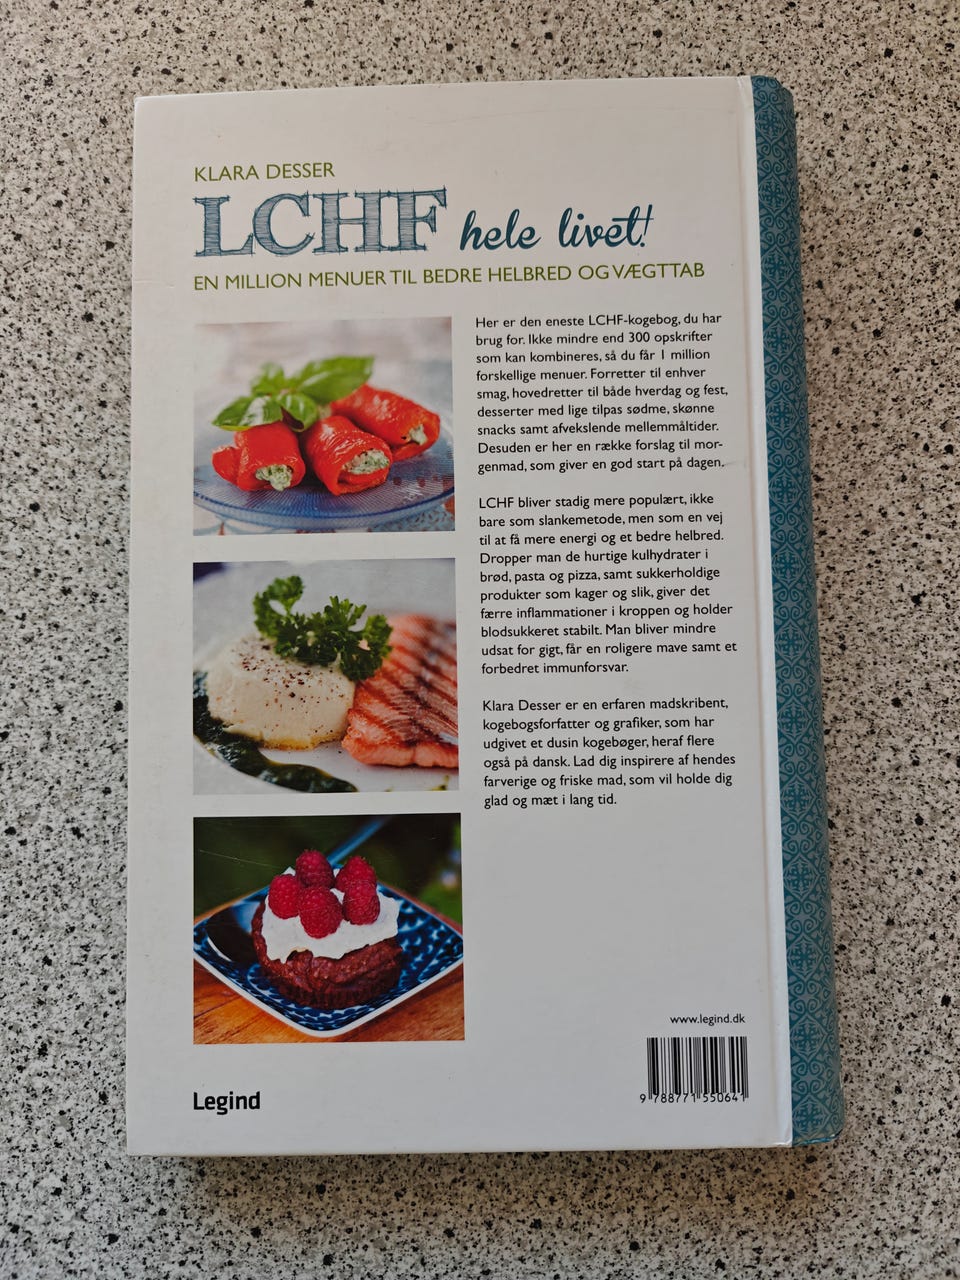 KLARA DESSER
LCHF hele livet!
EN MILLION MENUER TIL BEDRE HELBRED OG VÆGTTAB
Her er den eneste LCHF-kogebog, du har
brug for. Ikke mindre end 300 opskrifter
som kan kombineres, så du får 1 million
forskellige menuer. Forretter til enhver
smag, hovedretter til både hverdag og fest,
desserter med lige tilpas sødme, skønne
snacks samt afvekslende mellemmåltider.
Desuden er her en række forslag til mor-
genmad, som giver en god start på dagen.
LCHF bliver stadig mere populært, ikke
bare som slankemetode, men som en vej
til at få mere energi og et bedre helbred.
Dropper man de hurtige kulhydrater i
brød, pasta og pizza, samt sukkerholdige
produkter som kager og slik, giver det
færre inflammationer i kroppen og holder
blodsukkeret stabilt. Man bliver mindre
udsat for gigt, får en roligere mave samt et
forbedret immunforsvar.
Klara Desser er en erfaren madskribent,
kogebogsforfatter og grafiker, som har
udgivet et dusin kogebøger, heraf flere
også på dansk. Lad dig inspirere af hendes
farverige og friske mad, som vil holde dig
glad og mæt i lang tid.
www.legind.dk
9 788771 550641
Legind